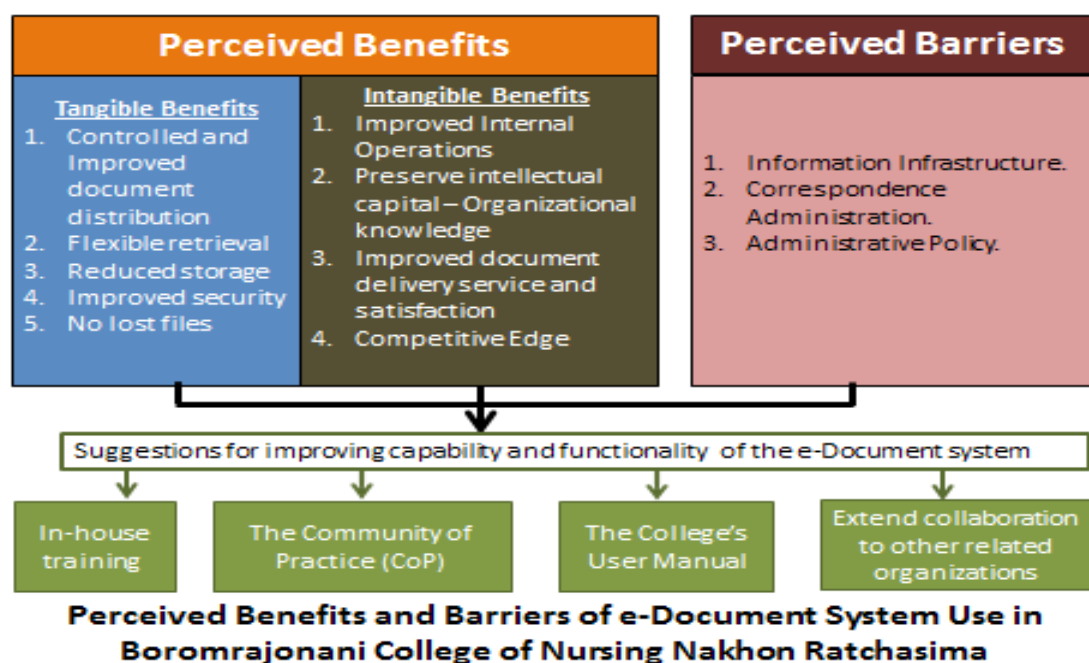 Perceived Benefits
Tangible Benefits
1. Controlled and
Improved
document
distribution
2. Flexible retrieval
3. Reduced storage
4. Improved security
5. No lost files
Intangible Benefits
1. Improved Internal
Operations
2. Preserve intellectual
capital – Organizational
knowledge
3. Improved document
delivery service and
satisfaction
4. Competitive Edge
Perceived Barriers
1. Information Infrastructure.
2. Correspondence
Administration.
3. Administrative Policy.
Suggestions for improving capability and functionality of the e-Document system
In-house
training
The Community of
Practice (CoP)
The College’s
User Manual
Extend collaboration
to other related
organizations
Perceived Benefits and Barriers of e-Document System Use in
Boromrajonani College of Nursing Nakhon Ratchasima